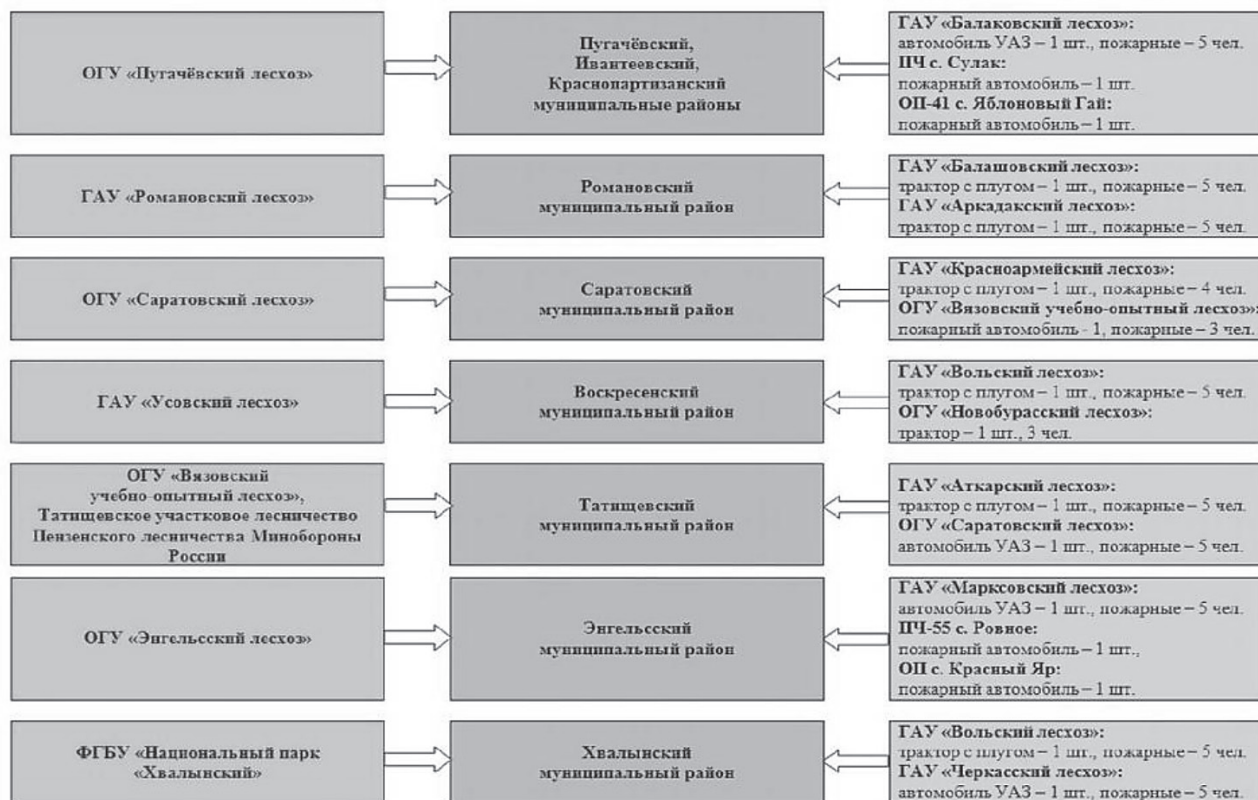 ОГУ «Пугачёвский лесхоз»
Пугачёвский,
Ивантеевский,
Краснопартизанский
муниципальные районы
ГАУ «Балаковский лесхоз»:
автомобиль УАЗ – 1 шт., пожарные – 5 чел.
ПЧ с. Сулак:
пожарный автомобиль – 1 шт.
ОП-41 с. Яблоновый Гай:
пожарный автомобиль – 1 шт.
ГАУ «Романовский лесхоз»
Романовский
муниципальный район
ГАУ «Балашовский лесхоз»:
трактор с плугом – 1 шт., пожарные – 5 чел.
ГАУ «Аркадакский лесхоз»:
трактор с плугом – 1 шт., пожарные – 5 чел.
ОГУ «Саратовский лесхоз»
Саратовский
муниципальный район
ГАУ «Красноармейский лесхоз»:
трактор с плугом – 1 шт., пожарные – 4 чел.
ОГУ «Вязовский учебно-опытный лесхоз»:
пожарный автомобиль - 1, пожарные – 3 чел.
ГАУ «Усовский лесхоз»
Воскресенский
муниципальный район
ГАУ «Вольский лесхоз»:
трактор с плугом – 1 шт., пожарные – 5 чел.
ОГУ «Новобурасский лесхоз»:
трактор – 1 шт., 3 чел.
ОГУ «Вязовский
учебно-опытный лесхоз»,
Татищевское участковое лесничество
Пензенского лесничества Минобороны
России
Татищевский
муниципальный район
ГАУ «Аткарский лесхоз»:
трактор с плугом – 1 шт., пожарные – 5 чел.
ОГУ «Саратовский лесхоз»:
автомобиль УАЗ – 1 шт., пожарные – 5 чел.
ОГУ «Энгельсский лесхоз»
Энгельсский
муниципальный район
ГАУ «Марксовский лесхоз»:
автомобиль УАЗ – 1 шт., пожарные – 5 чел.
ПЧ-55 с. Ровное:
пожарный автомобиль – 1 шт.,
ОП с. Красный Яр:
пожарный автомобиль – 1 шт.
ФГБУ «Национальный парк
«Хвалынский»
Хвалынский
муниципальный район
ГАУ «Вольский лесхоз»:
трактор с плугом – 1 шт., пожарные – 5 чел.
ГАУ «Черкасский лесхоз»:
автомобиль УАЗ – 1 шт., пожарные – 5 чел.